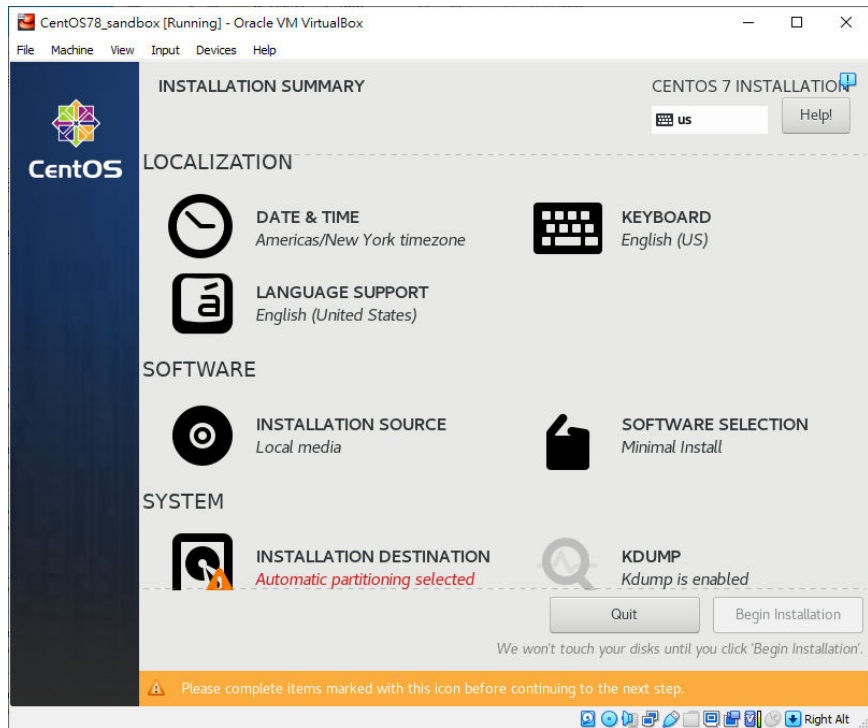 CentOS78_sandbox [Running] - Oracle VM VirtualBox
File Machine View Input Devices Help
INSTALLATION SUMMARY
CENTOS 7 INSTALLATION
us
Help!
CentOS
LOCALIZATION
DATE & TIME
Americas/New York timezone
KEYBOARD
English (US)
á
LANGUAGE SUPPORT
English (United States)
SOFTWARE
INSTALLATION SOURCE
Local media
SOFTWARE SELECTION
Minimal Install
SYSTEM
INSTALLATION DESTINATION
Automatic partitioning selected
KDUMP
Kdump is enabled
Quit
Begin Installation
We won't touch your disks until you click 'Begin Installation'.
Please complete items marked with this icon before continuing to the next step.
Right Alt